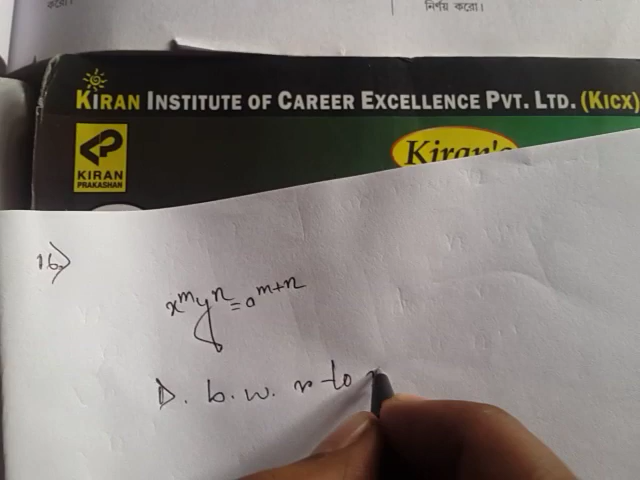 করো।
নির্ণয় করো।
KIRAN INSTITUTE OF CAREER EXCELLENCE PVT. LTD. (KICX)
KIRAN
PRAKASHAN
Kiran's
16)
x^m y^n = a^{m+n}
D. b. w. r to x